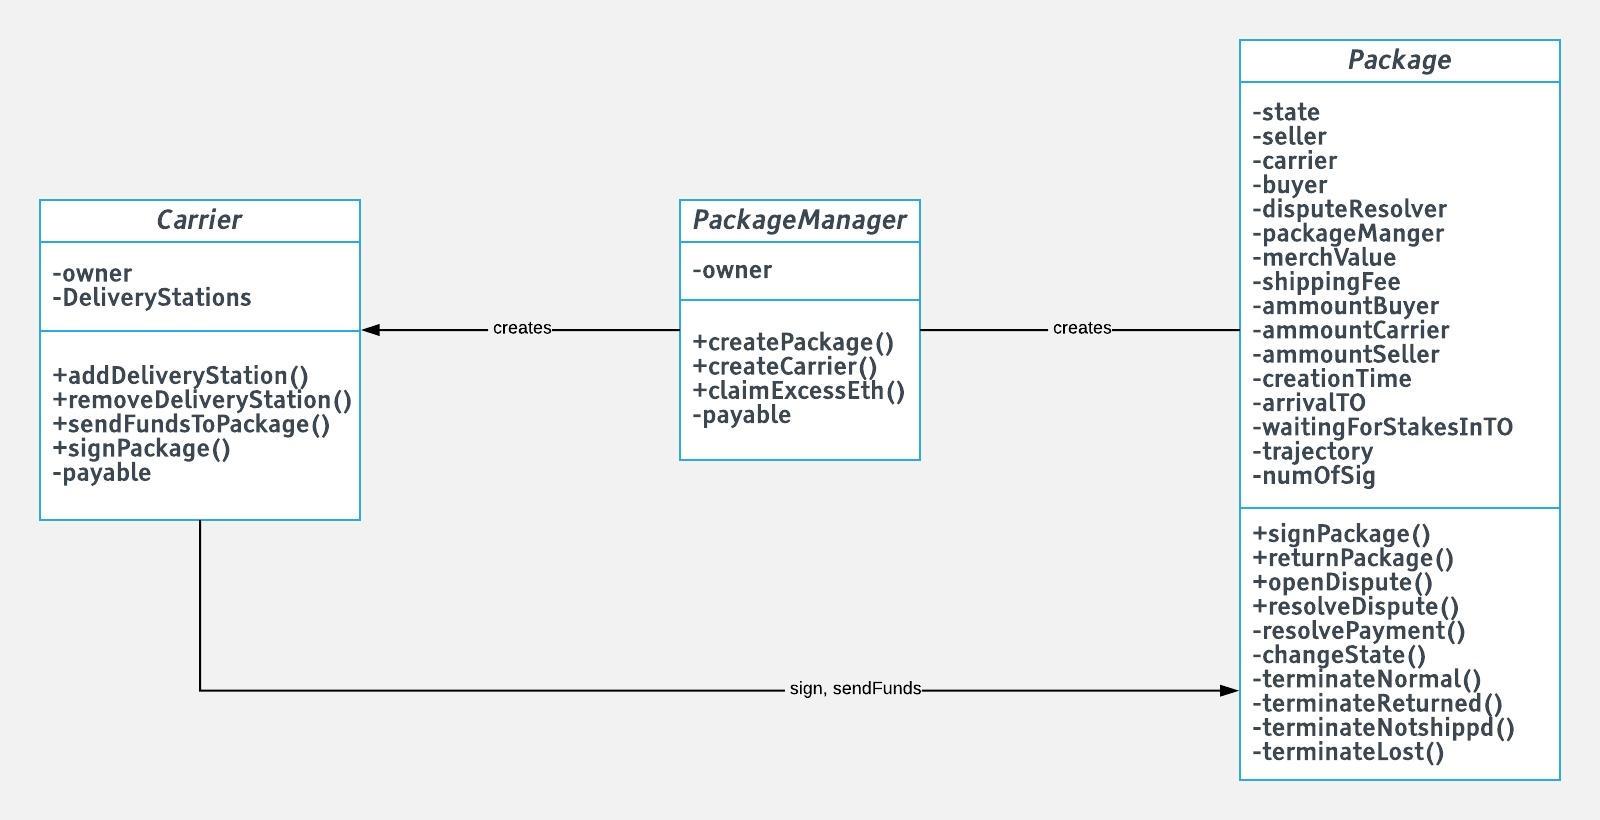 Carrier
-owner
-DeliveryStations
+addDeliveryStation()
+removeDeliveryStation()
+sendFundsToPackage()
+signPackage()
-payable
creates
PackageManager
-owner
+createPackage()
+createCarrier()
+claimExcessEth()
-payable
creates
Package
-state
-seller
-carrier
-buyer
-disputeResolver
-packageManger
-merchValue
-shippingFee
-ammountBuyer
-ammountCarrier
-ammountSeller
-creationTime
-arrivalTO
-waitingForStakesInTO
-trajectory
-numOfSig
+signPackage()
+returnPackage()
+openDispute()
+resolveDispute()
-resolvePayment()
-changeState()
-terminateNormal()
-terminateReturned()
-terminateNotshippd()
-terminateLost()
sign, sendFunds